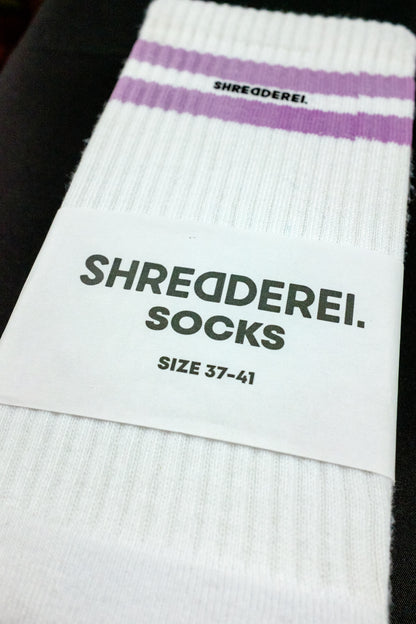 SHREDDEREI.
SHREDDEREI.
SOCKS
SIZE 37-41